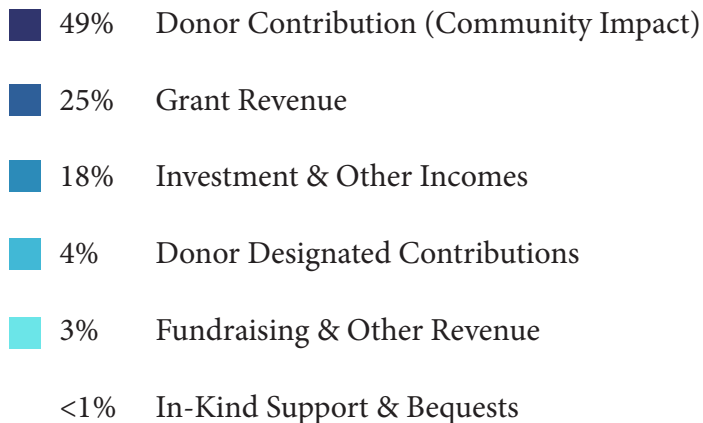 49% Donor Contribution (Community Impact)
25% Grant Revenue
18% Investment & Other Incomes
4% Donor Designated Contributions
3% Fundraising & Other Revenue
<1% In-Kind Support & Bequests